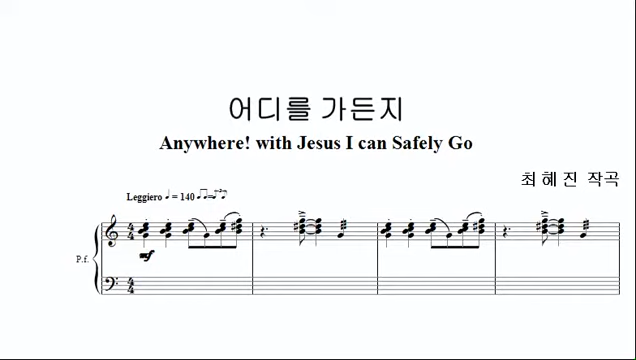 어디를 가든지
Anywhere! with Jesus I can Safely Go
최 혜 진 작곡
Leggiero ♩ = 140 ♫=♩♪
P.f.
mf